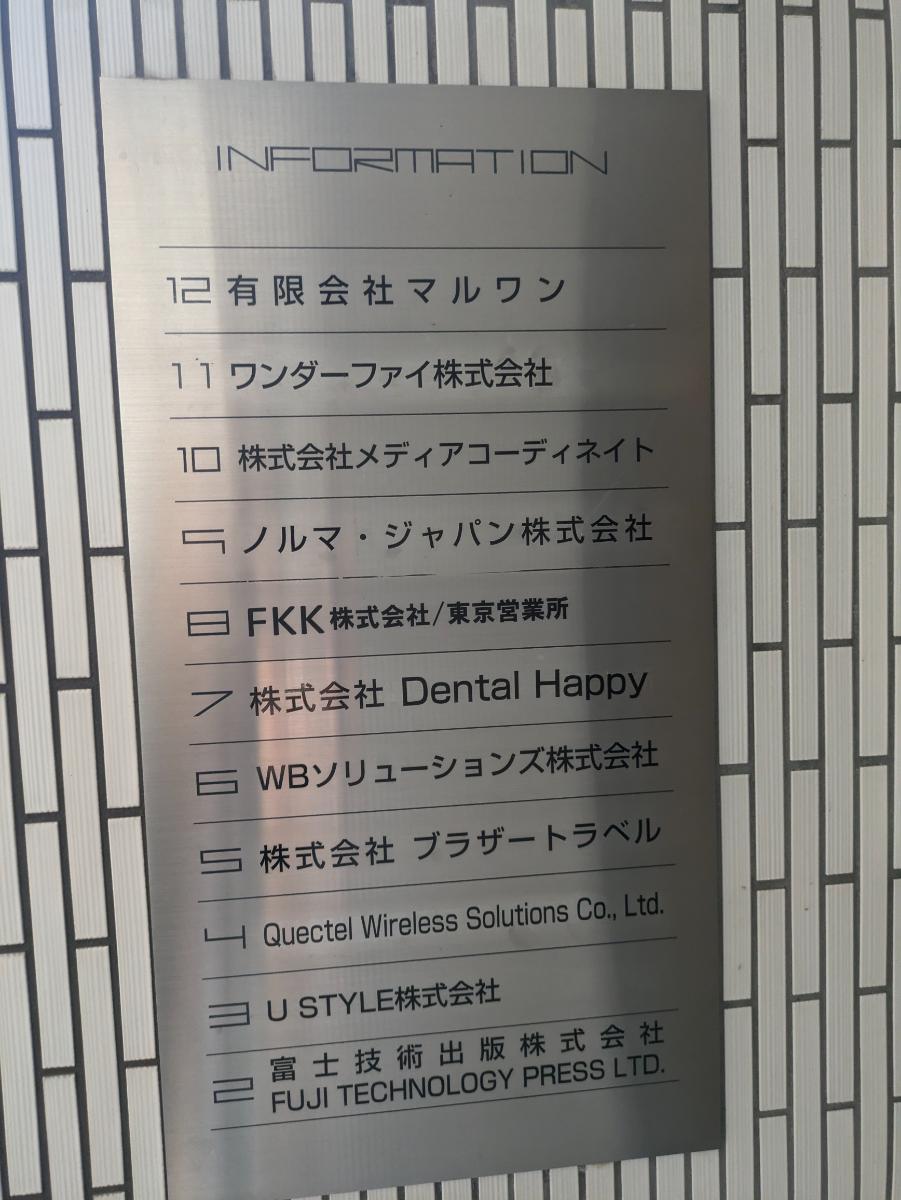 INFORMATION
12 有限会社マルワン
11 ワンダーファイ株式会社
10 株式会社メディアコーディネイト
9 ノルマ・ジャパン株式会社
8 FKK株式会社/東京営業所
7 株式会社 Dental Happy
6 WBソリューションズ株式会社
5 株式会社 ブラザートラベル
4 Quectel Wireless Solutions Co., Ltd.
3 U STYLE株式会社
2 富士技術出版株式会社
FUJI TECHNOLOGY PRESS LTD.